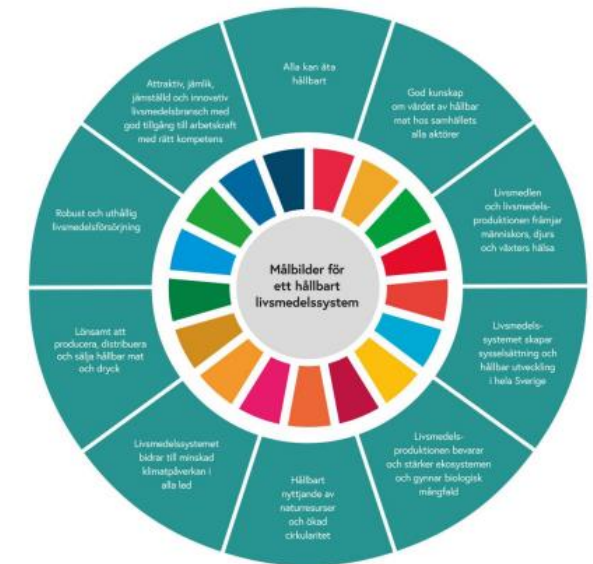 Alla kan äta
hållbart
God kunskap
om värdet av hållbar
mat hos samhällets
alla aktörer
Livsmedlen
och livsmedels-
produktionen främjar
människors, djurs
och växters hälsa
Livsmedels-
systemet skapar
sysselsättning och
hållbar utveckling
i hela Sverige
Livsmedels-
produktionen bevarar
och stärker ekosystemen
och gynnar biologisk
mångfald
Hållbart
nyttjande av
naturresurser
och ökad
cirkularitet
Livsmedelssystemet
bidrar till minskad
klimatpåverkan i
alla led
Lönsamt att
producera, distribuera
och sälja hållbar mat
och dryck
Robust och uthållig
livsmedelsförsörjning
Attraktiv, jämlik,
jämställd och innovativ
livsmedelsbransch med
god tillgång till arbetskraft
med rätt kompetens
Målbilder för
ett hållbart
livsmedelssystem